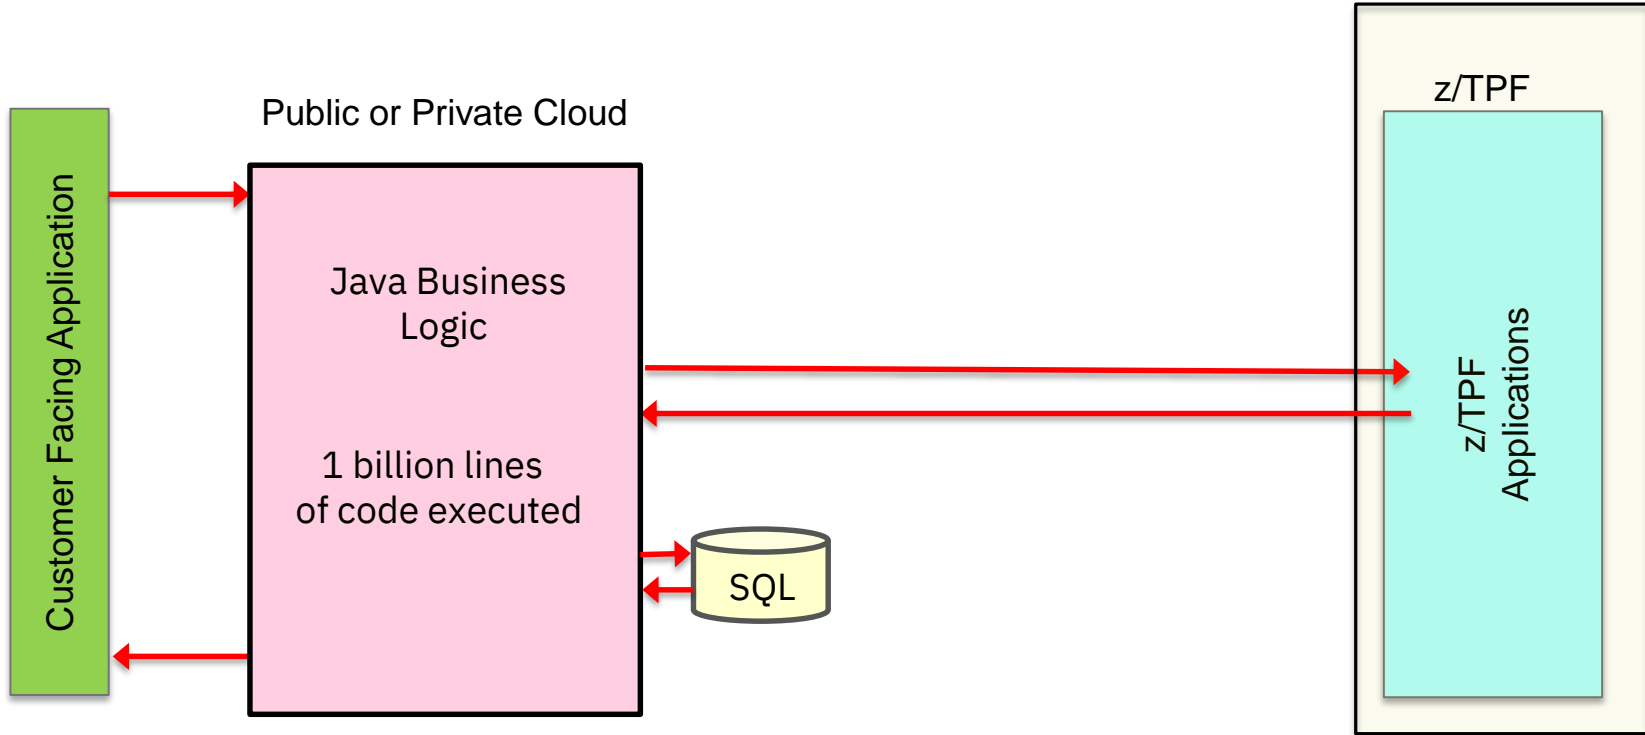 Customer Facing Application
Public or Private Cloud
Java Business
Logic
1 billion lines
of code executed
SQL
z/TPF
z/TPF
Applications